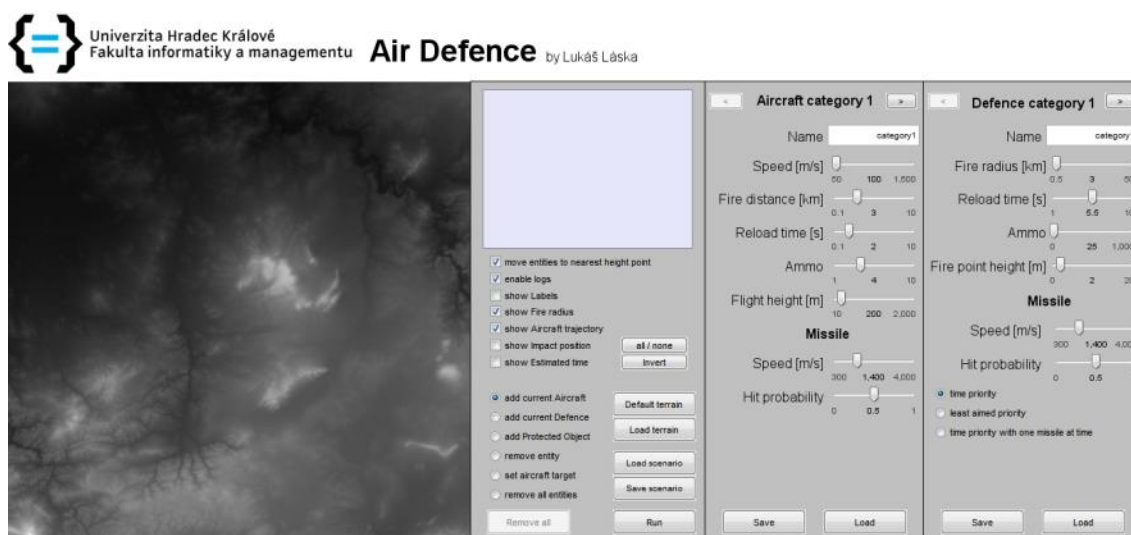 Univerzita Hradec Králové
Fakulta informatiky a managementu
Air Defence by Lukáš Láska
move entities to nearest height point
enable logs
show Labels
show Fire radius
show Aircraft trajectory
show Impact position
all / none
show Estimated time
Invert
add current Aircraft
Default terrain
add current Defence
Load terrain
add Protected Object
remove entity
Load scenario
set aircraft target
Save scenario
remove all entities
Remove all
Run
< Aircraft category 1 >
Name category1
Speed [m/s]
50 100 1,500
Fire distance [km]
0.1 3 10
Reload time [s]
0.1 2 10
Ammo
1 4 10
Flight height [m]
10 200 2,000
Missile
Speed [m/s]
300 1,400 4,000
Hit probability
0 0.5 1
Save Load
< Defence category 1 >
Name category
Fire radius [km]
0.5 3
Reload time [s]
1 5.5
Ammo
0 25
Fire point height [m]
0 2
Missile
Speed [m/s]
300 1,400
Hit probability
0 0.5
time priority
least aimed priority
time priority with one missile at time
Save Load